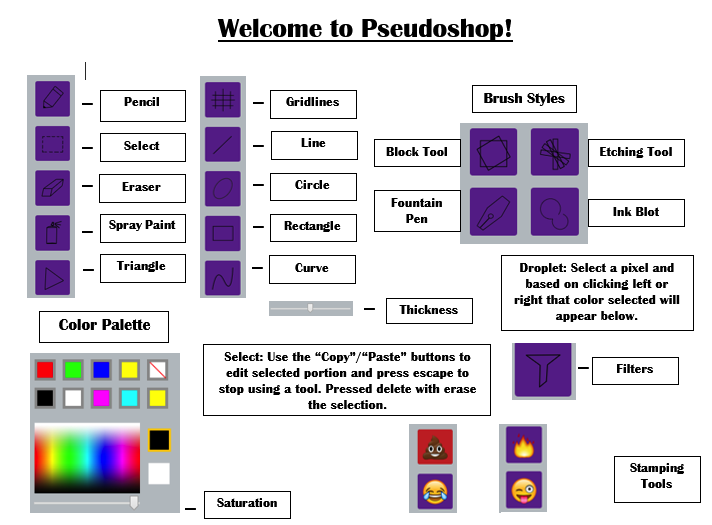 Welcome to Pseudoshop!
Pencil
Select
Eraser
Spray Paint
Triangle
Gridlines
Line
Circle
Rectangle
Curve
Thickness
Brush Styles
Block Tool
Etching Tool
Fountain
Pen
Ink Blot
Droplet: Select a pixel and
based on clicking left or
right that color selected will
appear below.
Color Palette
Select: Use the “Copy”/“Paste” buttons to
edit selected portion and press escape to
stop using a tool. Pressed delete with erase
the selection.
Filters
Saturation
Stamping
Tools